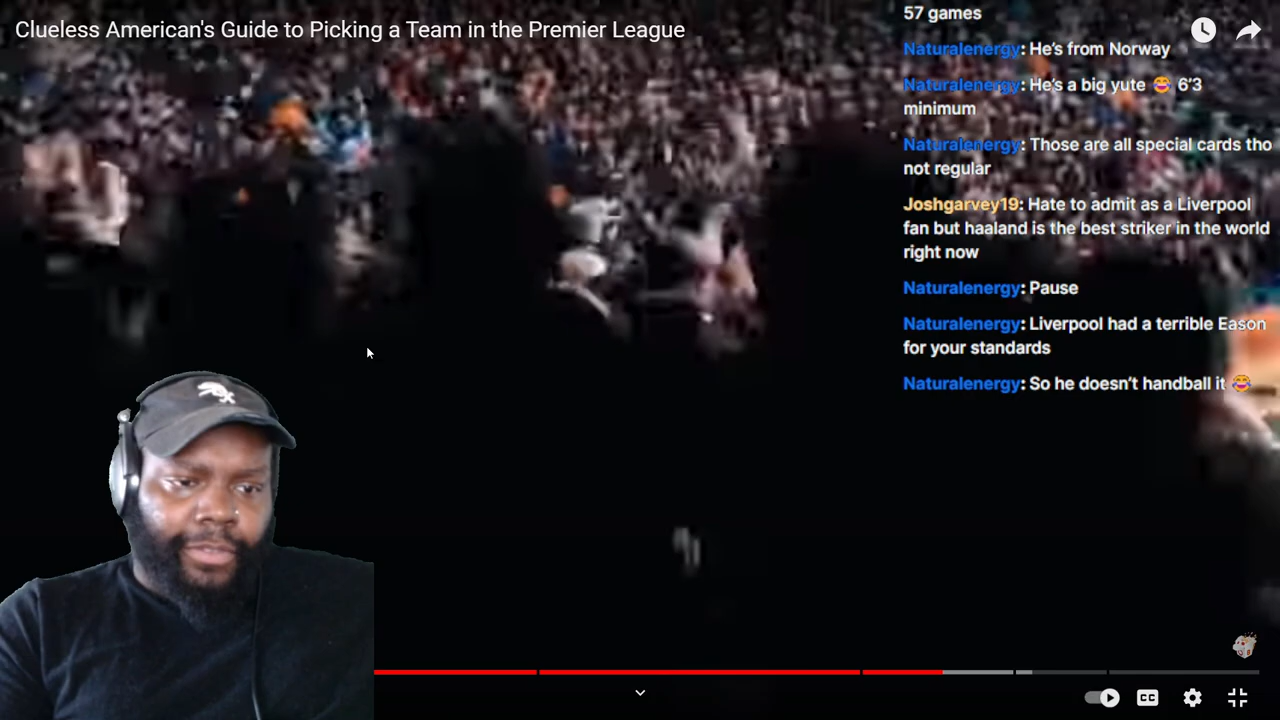 Clueless American's Guide to Picking a Team in the Premier League
57 games
Naturalenergy: He's from Norway
Naturalenergy: He's a big yute 😂 6'3
minimum
Naturalenergy: Those are all special cards tho
not regular
Joshgarvey19: Hate to admit as a Liverpool
fan but haaland is the best striker in the world
right now
Naturalenergy: Pause
Naturalenergy: Liverpool had a terrible Eason
for your standards
Naturalenergy: So he doesn't handball it 😂
CC